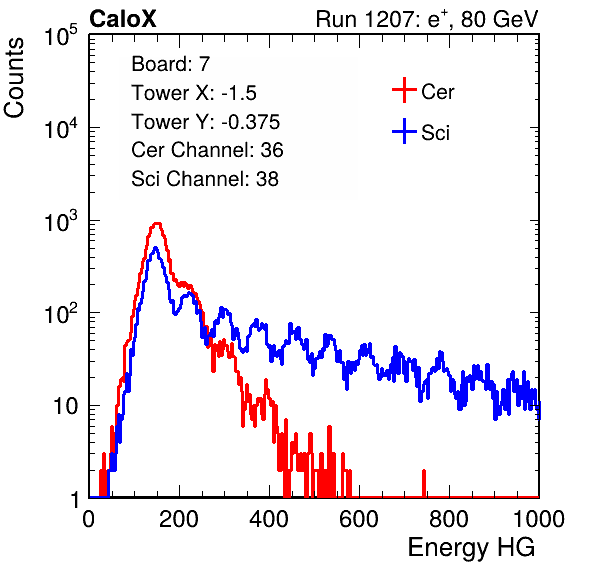 CaloX Run 1207: e⁺, 80 GeV
Counts
10⁵
10⁴
10³
10²
10
1
Board: 7
Tower X: -1.5
Tower Y: -0.375
Cer Channel: 36
Sci Channel: 38
Cer
Sci
0 200 400 600 800 1000
Energy HG